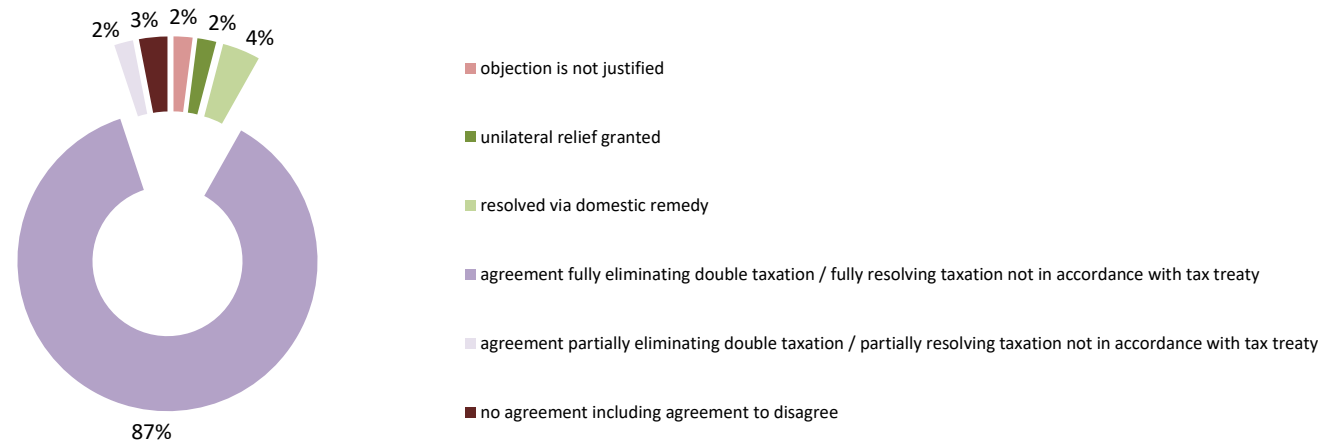 2%
3%
2%
2%
4%
87%
objection is not justified
unilateral relief granted
resolved via domestic remedy
agreement fully eliminating double taxation / fully resolving taxation not in accordance with tax treaty
agreement partially eliminating double taxation / partially resolving taxation not in accordance with tax treaty
no agreement including agreement to disagree